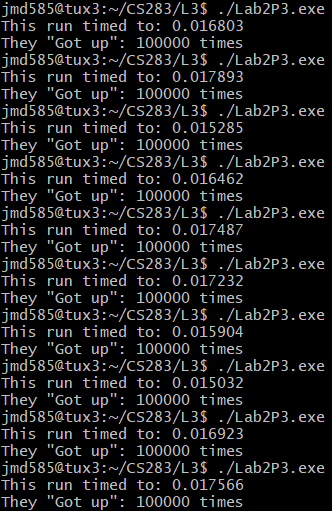 jmd585@tux3:~/CS283/L3$ ./Lab2P3.exe
This run timed to: 0.016803
They "Got up": 100000 times
jmd585@tux3:~/CS283/L3$ ./Lab2P3.exe
This run timed to: 0.017893
They "Got up": 100000 times
jmd585@tux3:~/CS283/L3$ ./Lab2P3.exe
This run timed to: 0.015285
They "Got up": 100000 times
jmd585@tux3:~/CS283/L3$ ./Lab2P3.exe
This run timed to: 0.016462
They "Got up": 100000 times
jmd585@tux3:~/CS283/L3$ ./Lab2P3.exe
This run timed to: 0.017487
They "Got up": 100000 times
jmd585@tux3:~/CS283/L3$ ./Lab2P3.exe
This run timed to: 0.017232
They "Got up": 100000 times
jmd585@tux3:~/CS283/L3$ ./Lab2P3.exe
This run timed to: 0.015904
They "Got up": 100000 times
jmd585@tux3:~/CS283/L3$ ./Lab2P3.exe
This run timed to: 0.015032
They "Got up": 100000 times
jmd585@tux3:~/CS283/L3$ ./Lab2P3.exe
This run timed to: 0.016923
They "Got up": 100000 times
jmd585@tux3:~/CS283/L3$ ./Lab2P3.exe
This run timed to: 0.017566
They "Got up": 100000 times